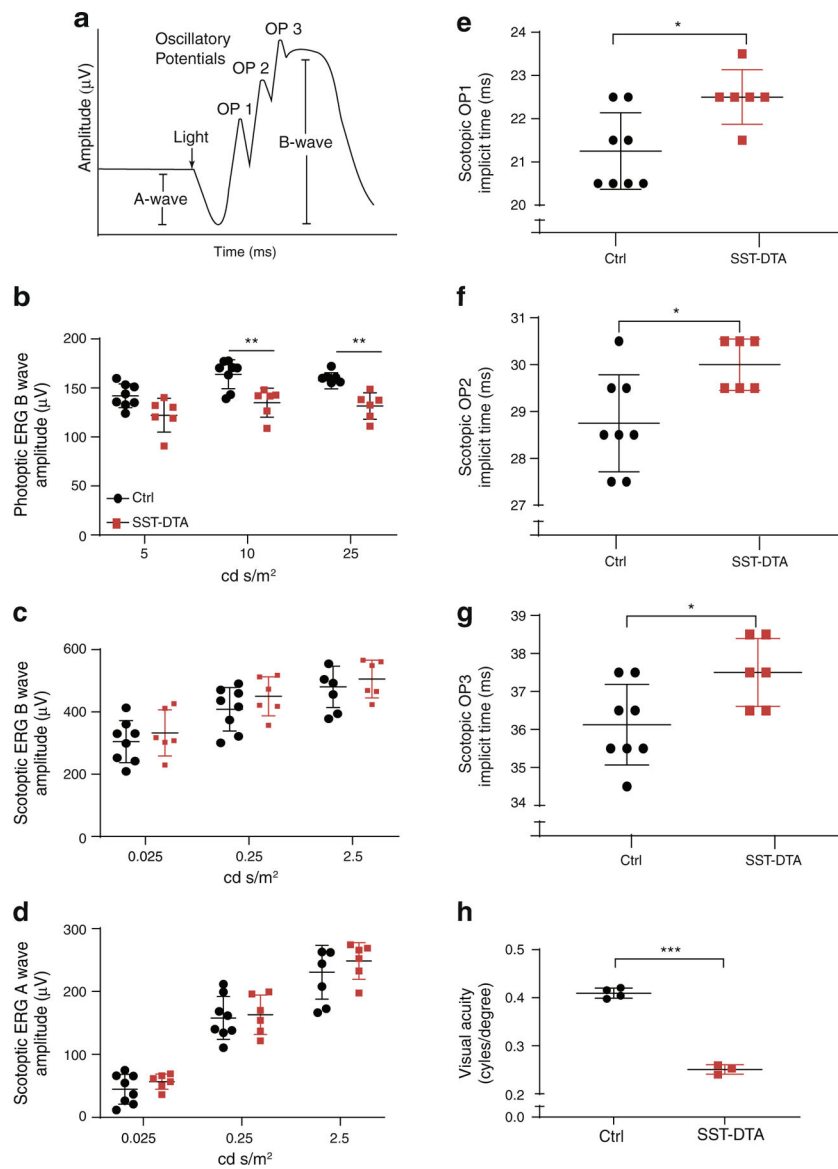 a
Oscillatory
Potentials
OP 1
OP 2
OP 3
Light
A-wave
B-wave
Amplitude (μV)
Time (ms)
b
Photoptic ERG B wave
amplitude (μV)
200
150
100
50
0
**
**
Ctrl
SST-DTA
5
10
25
cd s/m²
c
Scotoptic ERG B wave
amplitude (μV)
600
400
200
0
0.025
0.25
2.5
cd s/m²
d
Scotoptic ERG A wave
amplitude (μV)
300
200
100
50
0
0.025
0.25
2.5
cd s/m²
e
Scotopic OP1
implicit time (ms)
24
23
22
21
20
*
Ctrl
SST-DTA
f
Scotopic OP2
implicit time (ms)
31
30
29
28
27
*
Ctrl
SST-DTA
g
Scotopic OP3
implicit time (ms)
39
38
37
36
35
34
*
Ctrl
SST-DTA
h
Visual acuity
(cyles/degree)
0.5
0.4
0.3
0.2
0.0
***
Ctrl
SST-DTA